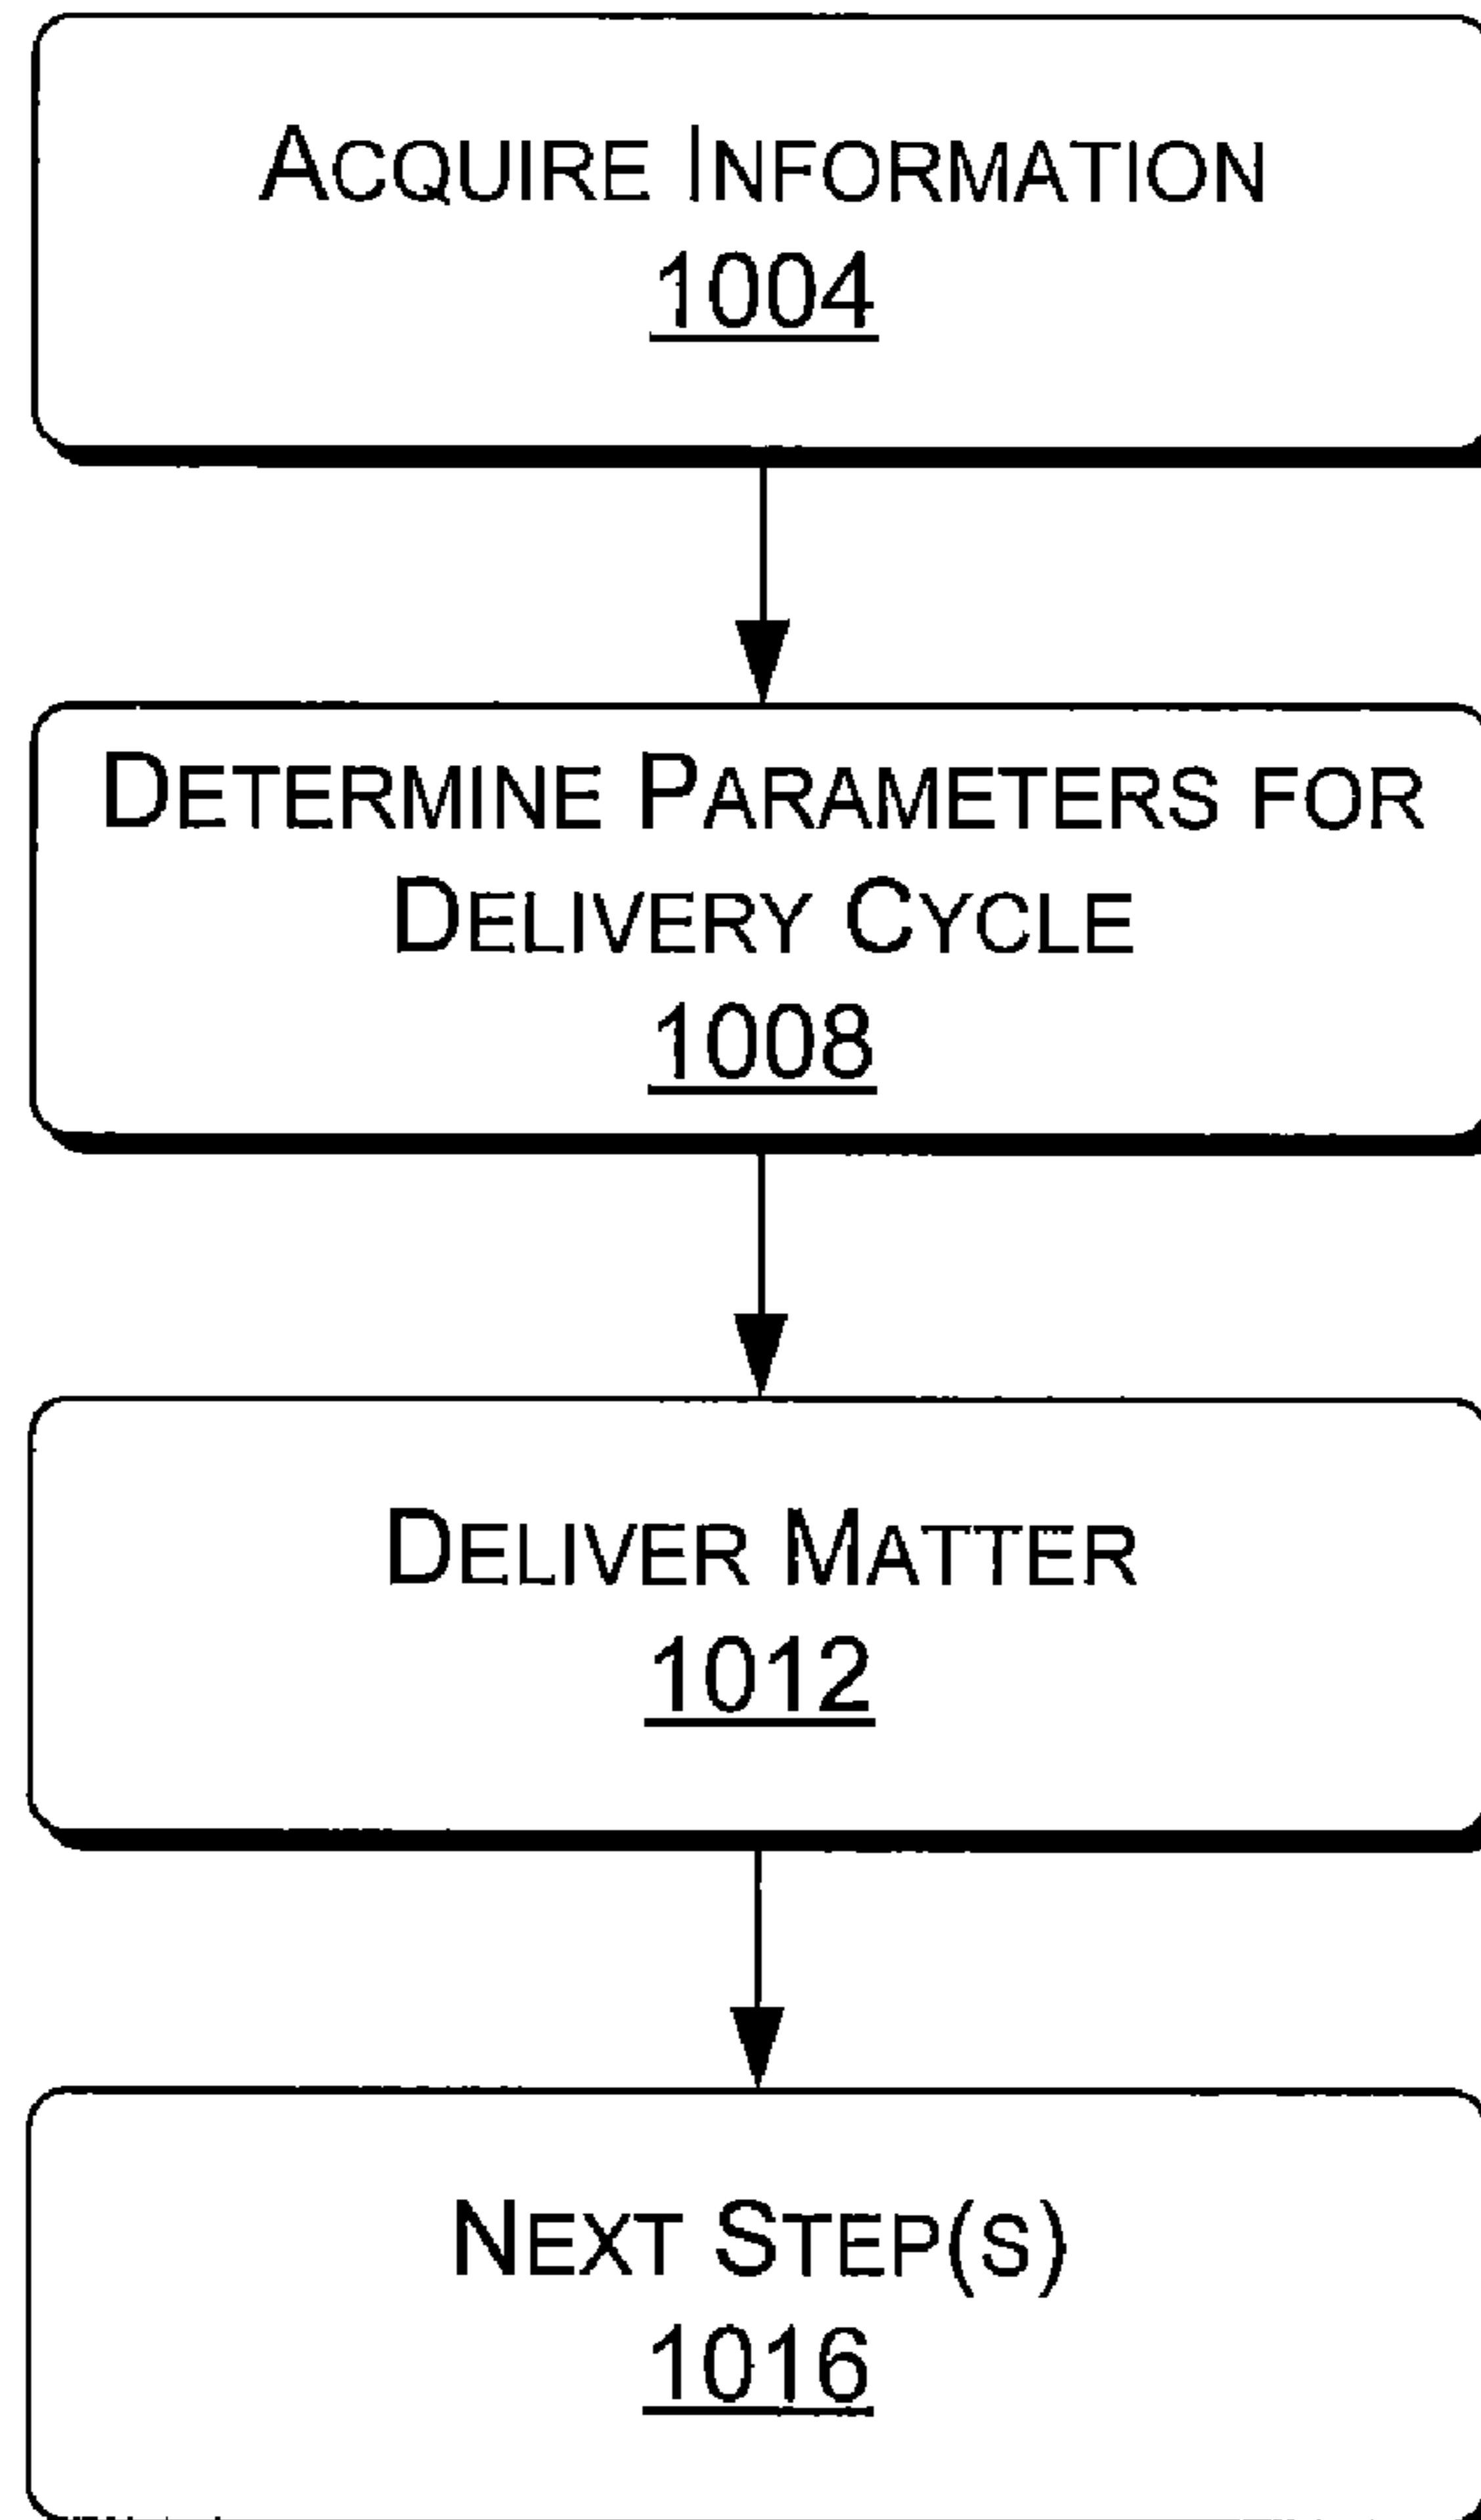 ACQUIRE INFORMATION
1004
DETERMINE PARAMETERS FOR
DELIVERY CYCLE
1008
DELIVER MATTER
1012
NEXT STEP(S)
1016